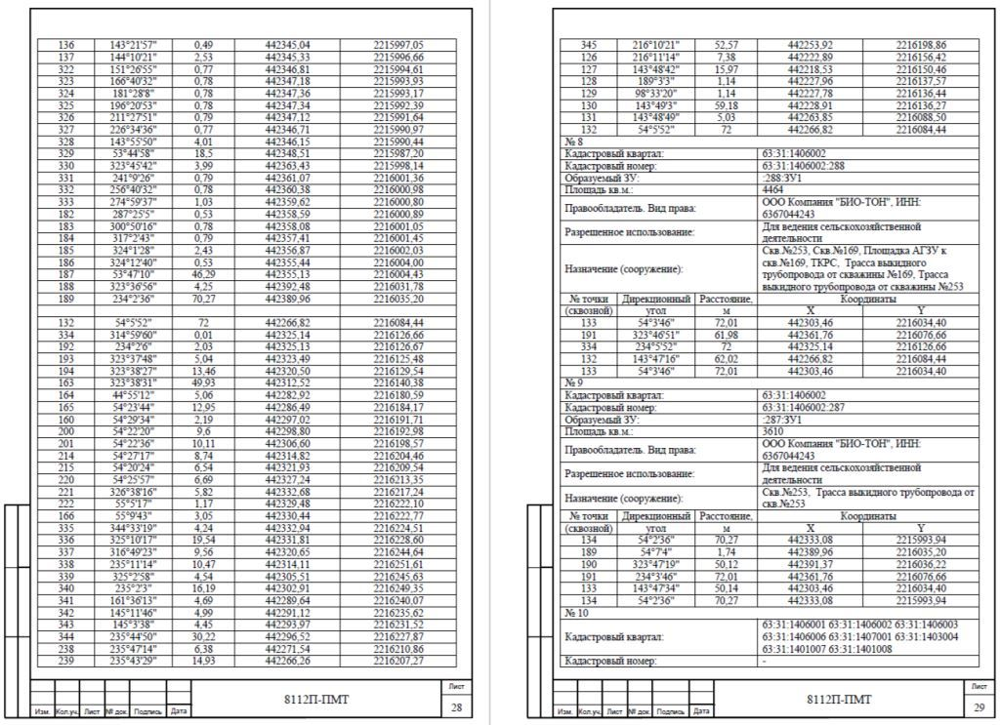 136 143°21'57" 0,49 442345,04 2215997,05
137 144°10'21" 2,53 442345,33 2215996,66
322 151°26'55" 0,77 442346,81 2215994,61
323 166°40'32" 0,78 442347,18 2215993,93
324 181°28'8" 0,78 442347,36 2215993,17
325 196°20'53" 0,78 442347,34 2215992,39
326 211°27'51" 0,79 442347,12 2215991,64
327 226°34'36" 0,77 442346,71 2215990,97
328 143°55'50" 4,01 442346,15 2215990,44
329 53°44'58" 18,5 442348,51 2215987,20
330 323°45'42" 3,99 442363,43 2215998,14
331 241°9'26" 0,79 442361,07 2216001,36
332 256°40'32" 0,78 442360,38 2216000,98
333 274°59'37" 1,03 442359,62 2216000,80
182 287°25'5" 0,53 442358,59 2216000,89
183 300°50'16" 0,78 442358,08 2216001,05
184 317°2'43" 0,79 442357,41 2216001,45
185 324°1'28" 2,43 442356,87 2216002,03
186 324°12'40" 0,53 442355,44 2216004,00
187 53°47'10" 46,29 442355,13 2216004,43
188 323°36'56" 4,25 442392,48 2216031,78
189 234°2'36" 70,27 442389,96 2216035,20
132 54°5'52" 72 442266,82 2216084,44
334 314°59'60" 0,01 442325,14 2216126,66
192 234°2'6" 2,03 442325,13 2216126,67
193 323°37'48" 5,04 442323,49 2216125,48
194 323°38'27" 13,46 442320,50 2216129,54
163 323°38'31" 49,93 442312,52 2216140,38
164 44°55'12" 5,06 442282,92 2216180,59
165 54°23'44" 12,95 442286,49 2216184,17
160 54°29'34" 2,19 442297,02 2216191,71
200 54°22'20" 9,6 442298,80 2216192,98
201 54°22'36" 10,11 442306,60 2216198,57
214 54°27'17" 8,74 442314,82 2216204,46
215 54°20'24" 6,54 442321,93 2216209,54
220 54°25'57" 6,69 442327,24 2216213,35
221 326°38'16" 5,82 442332,68 2216217,24
222 55°5'17" 1,17 442329,48 2216222,10
166 55°9'43" 3,05 442330,44 2216222,77
335 344°33'19" 4,24 442332,94 2216224,51
336 325°10'17" 19,54 442331,81 2216228,60
337 316°49'23" 9,56 442320,65 2216244,64
338 235°11'14" 10,47 442314,11 2216251,61
339 325°2'58" 4,54 442305,51 2216245,63
340 235°2'3" 16,19 442302,91 2216249,35
341 161°36'13" 4,69 442289,64 2216240,07
342 145°11'46" 4,99 442291,12 2216235,62
343 145°3'38" 4,45 442293,97 2216231,52
344 235°44'50" 30,22 442296,52 2216227,87
238 235°47'14" 6,38 442271,54 2216210,86
239 235°43'29" 14,93 442266,26 2216207,27
8112П-ПМТ
Лист
28
Изм. Кол.уч. Лист № док. Подпись Дата
345 216°10'21" 52,57 442253,92 2216198,86
126 216°11'14" 7,38 442222,89 2216156,42
127 143°48'42" 15,97 442218,53 2216150,46
128 189°3'3" 1,14 442227,96 2216137,57
129 98°33'20" 1,14 442227,78 2216136,44
130 143°49'3" 59,18 442228,91 2216136,27
131 143°48'49" 5,03 442263,85 2216088,50
132 54°5'52" 72 442266,82 2216084,44
№ 8
Кадастровый квартал: 63:31:1406002
Кадастровый номер: 63:31:1406002:288
Образуемый ЗУ: :288:ЗУ1
Площадь кв.м.: 4464
Правообладатель. Вид права: ООО Компания "БИО-ТОН", ИНН:
6367044243
Разрешенное использование: Для ведения сельскохозяйственной
деятельности
Назначение (сооружение): Скв.№253, Скв.№169, Площадка АГЗУ к
скв.№169, ТКРС, Трасса выкидного
трубопровода от скважины №169, Трасса
выкидного трубопровода от скважины №253
№ точки Дирекционный Расстояние, Координаты
(сквозной) угол м X Y
133 54°3'46" 72,01 442303,46 2216034,40
191 323°46'51" 61,98 442361,76 2216076,66
334 234°5'52" 72 442325,14 2216126,66
132 143°47'16" 62,02 442266,82 2216084,44
133 54°3'46" 72,01 442303,46 2216034,40
№ 9
Кадастровый квартал: 63:31:1406002
Кадастровый номер: 63:31:1406002:287
Образуемый ЗУ: :287:ЗУ1
Площадь кв.м.: 3610
Правообладатель. Вид права: ООО Компания "БИО-ТОН", ИНН:
6367044243
Разрешенное использование: Для ведения сельскохозяйственной
деятельности
Назначение (сооружение): Скв.№253, Трасса выкидного трубопровода от
скв.№253
№ точки Дирекционный Расстояние, Координаты
(сквозной) угол м X Y
134 54°2'36" 70,27 442333,08 2215993,94
189 54°7'4" 1,74 442389,96 2216035,20
190 323°47'19" 50,12 442391,37 2216036,22
191 234°3'46" 72,01 442361,76 2216076,66
133 143°47'34" 50,14 442303,46 2216034,40
134 54°2'36" 70,27 442333,08 2215993,94
№ 10
Кадастровый квартал: 63:31:1406001 63:31:1406002 63:31:1406003
63:31:1406006 63:31:1407001 63:31:1403004
63:31:1401007 63:31:1401008
Кадастровый номер: -
8112П-ПМТ
Лист
29
Изм. Кол.уч. Лист № док. Подпись Дата